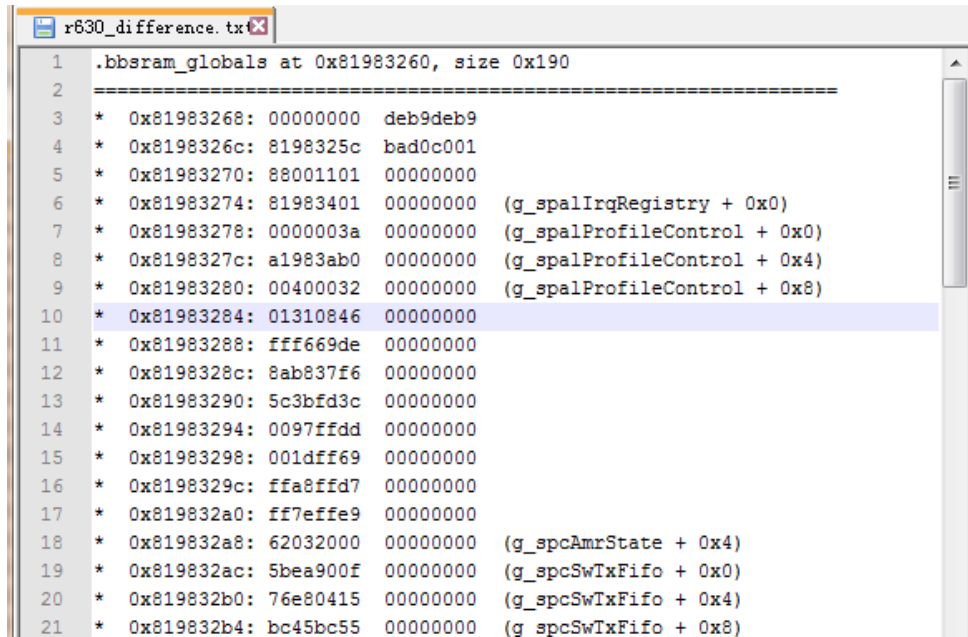 r630_difference.txt
1 .bbsram_globals at 0x81983260, size 0x190
2 ================================================================
3 * 0x81983268: 00000000 deb9deb9
4 * 0x8198326c: 8198325c bad0c001
5 * 0x81983270: 88001101 00000000
6 * 0x81983274: 81983401 00000000 (g_spalIrqRegistry + 0x0)
7 * 0x81983278: 0000003a 00000000 (g_spalProfileControl + 0x0)
8 * 0x8198327c: a1983ab0 00000000 (g_spalProfileControl + 0x4)
9 * 0x81983280: 00400032 00000000 (g_spalProfileControl + 0x8)
10 * 0x81983284: 01310846 00000000
11 * 0x81983288: fff669de 00000000
12 * 0x8198328c: 8ab837f6 00000000
13 * 0x81983290: 5c3bfd3c 00000000
14 * 0x81983294: 0097ffdd 00000000
15 * 0x81983298: 001dff69 00000000
16 * 0x8198329c: ffa8ffd7 00000000
17 * 0x819832a0: ff7effe9 00000000
18 * 0x819832a8: 62032000 00000000 (g_spcAmrState + 0x4)
19 * 0x819832ac: 5bea900f 00000000 (g_spcSwTxFifo + 0x0)
20 * 0x819832b0: 76e80415 00000000 (g_spcSwTxFifo + 0x4)
21 * 0x819832b4: bc45bc55 00000000 (g_spcSwTxFifo + 0x8)